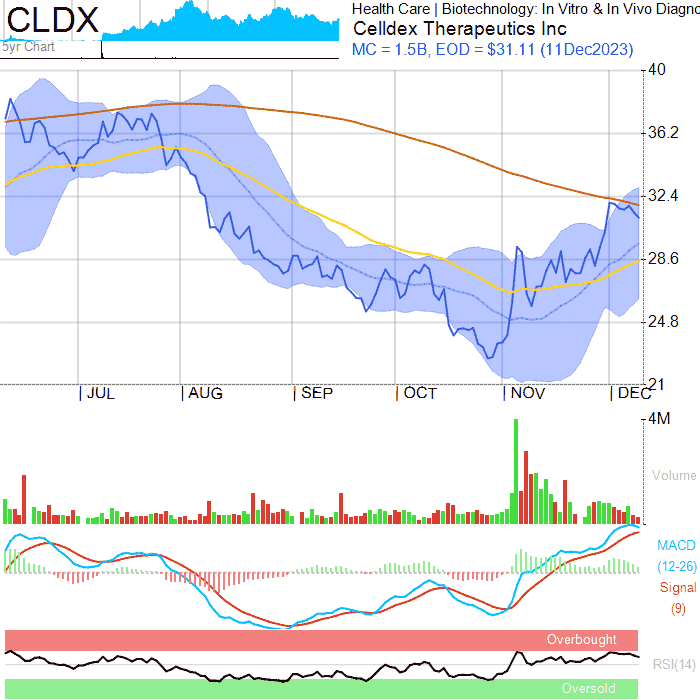 CLDX
5yr Chart
Health Care | Biotechnology: In Vitro & In Vivo Diagno
Celldex Therapeutics Inc
MC = 1.5B, EOD = $31.11 (11Dec2023)
40
36.2
32.4
28.6
24.8
21
JUL AUG SEP OCT NOV DEC
4M
Volume
MACD
(12-26)
Signal
(9)
Overbought
RSI(14)
Oversold